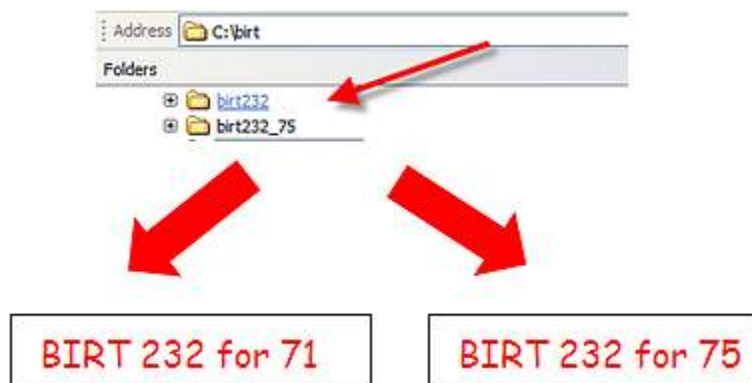 Address C:\birt
Folders
birt232
birt232_75
BIRT 232 for 71
BIRT 232 for 75